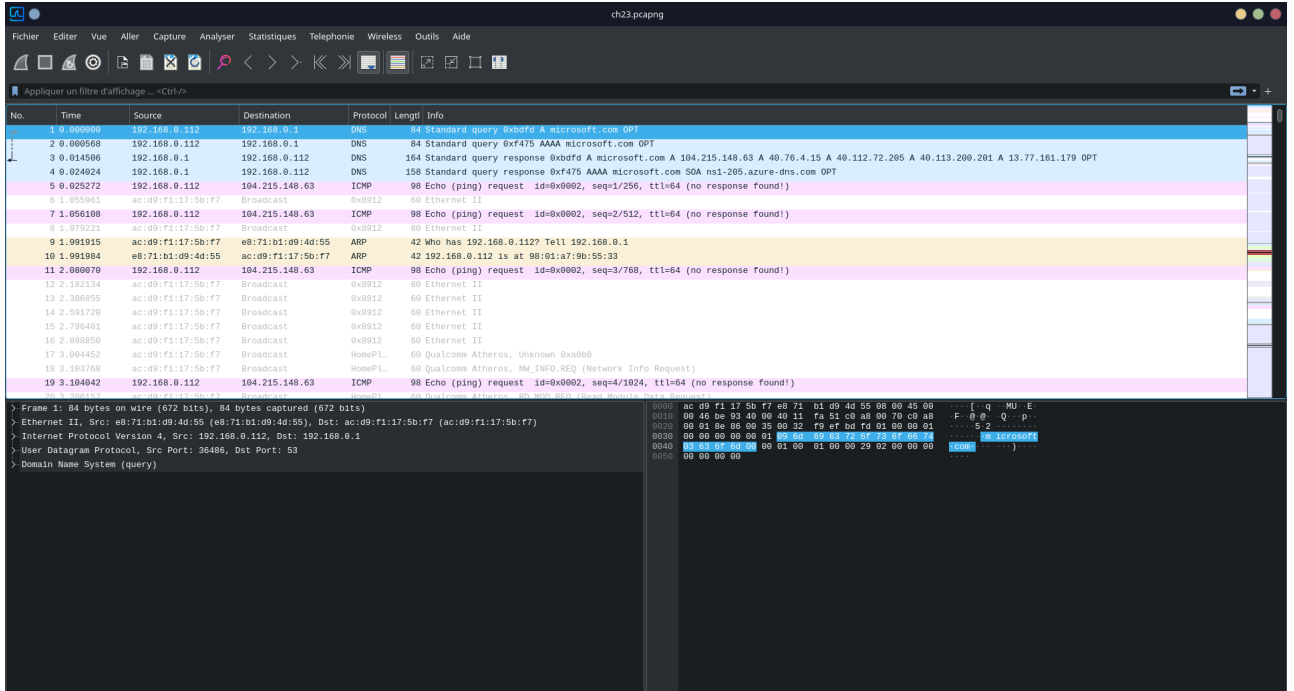 ch23.pcapng
Fichier Editer Vue Aller Capture Analyser Statistiques Telephonie Wireless Outils Aide
Appliquer un filtre d'affichage ... <Ctrl-/>
No. Time Source Destination Protocol Lengtl Info
1 0.000000 192.168.0.112 192.168.0.1 DNS 84 Standard query 0xbdfd A microsoft.com OPT
2 0.000568 192.168.0.112 192.168.0.1 DNS 84 Standard query 0xf475 AAAA microsoft.com OPT
3 0.014506 192.168.0.1 192.168.0.112 DNS 164 Standard query response 0xbdfd A microsoft.com A 104.215.148.63 A 40.76.4.15 A 40.112.72.205 A 40.113.200.201 A 13.77.161.179 OPT
4 0.024024 192.168.0.1 192.168.0.112 DNS 158 Standard query response 0xf475 AAAA microsoft.com SOA ns1-205.azure-dns.com OPT
5 0.025272 192.168.0.112 104.215.148.63 ICMP 98 Echo (ping) request id=0x0002, seq=1/256, ttl=64 (no response found!)
6 1.055961 ac:d9:f1:17:5b:f7 Broadcast 0x8912 60 Ethernet II
7 1.056108 192.168.0.112 104.215.148.63 ICMP 98 Echo (ping) request id=0x0002, seq=2/512, ttl=64 (no response found!)
8 1.979221 ac:d9:f1:17:5b:f7 Broadcast 0x8912 60 Ethernet II
9 1.991915 ac:d9:f1:17:5b:f7 e8:71:b1:d9:4d:55 ARP 42 Who has 192.168.0.112? Tell 192.168.0.1
10 1.991984 e8:71:b1:d9:4d:55 ac:d9:f1:17:5b:f7 ARP 42 192.168.0.112 is at 98:01:a7:9b:55:33
11 2.080070 192.168.0.112 104.215.148.63 ICMP 98 Echo (ping) request id=0x0002, seq=3/768, ttl=64 (no response found!)
12 2.182134 ac:d9:f1:17:5b:f7 Broadcast 0x8912 60 Ethernet II
13 2.386855 ac:d9:f1:17:5b:f7 Broadcast 0x8912 60 Ethernet II
14 2.591720 ac:d9:f1:17:5b:f7 Broadcast 0x8912 60 Ethernet II
15 2.796481 ac:d9:f1:17:5b:f7 Broadcast 0x8912 60 Ethernet II
16 2.898850 ac:d9:f1:17:5b:f7 Broadcast 0x8912 60 Ethernet II
17 3.004452 ac:d9:f1:17:5b:f7 Broadcast HomePl... 60 Qualcomm Atheros, Unknown 0xa0b0
18 3.103768 ac:d9:f1:17:5b:f7 Broadcast HomePl... 60 Qualcomm Atheros, NW_INFO.REQ (Network Info Request)
19 3.104042 192.168.0.112 104.215.148.63 ICMP 98 Echo (ping) request id=0x0002, seq=4/1024, ttl=64 (no response found!)
20 3.206157 ac:d9:f1:17:5b:f7 Broadcast HomePl... 60 Qualcomm Atheros, RD_MOD.REQ (Read Module Data Request)
Frame 1: 84 bytes on wire (672 bits), 84 bytes captured (672 bits)
Ethernet II, Src: e8:71:b1:d9:4d:55 (e8:71:b1:d9:4d:55), Dst: ac:d9:f1:17:5b:f7 (ac:d9:f1:17:5b:f7)
Internet Protocol Version 4, Src: 192.168.0.112, Dst: 192.168.0.1
User Datagram Protocol, Src Port: 36486, Dst Port: 53
Domain Name System (query)
0000 ac d9 f1 17 5b f7 e8 71 b1 d9 4d 55 08 00 45 00 ····[··q ··MU··E·
0010 00 46 be 93 40 00 40 11 fa 51 c0 a8 00 70 c0 a8 ·F··@·@· ·Q···p··
0020 00 01 8e 86 00 35 00 32 f9 ef bd fd 01 00 00 01 ·····5·2 ········
0030 00 00 00 00 00 01 09 6d 69 63 72 6f 73 6f 66 74 ·······m icrosoft
0040 03 63 6f 6d 00 00 01 00 01 00 00 29 02 00 00 00 ·com···· ···)····
0050 00 00 00 00 ····